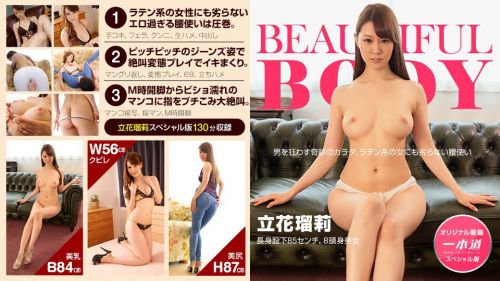 1 ラテン系の女性にも劣らない
エロ過ぎる腰使いは圧巻。
手コキ、フェラ、クンニ、生ハメ、中出し
2 ピッチピッチのジーンズ姿で
絶叫変態プレイでイキまくり。
マングリ返し、変態プレイ、69、立ちハメ
3 M時開脚からビショ濡れの
マンコに指をブチこみ大絶叫。
マンコ接写、指マン、M時開脚
立花瑠莉スペシャル版130分収録
W56cm
クビレ
美乳
B84cm
美尻
H87cm
BEAUTIFUL
BODY
男を狂わす奇跡のカラダ、ラテン系の女にも劣らない腰使い
立花瑠莉
長身股下85センチ、8頭身美女
オリジナル動画
一本道
スペシャル版